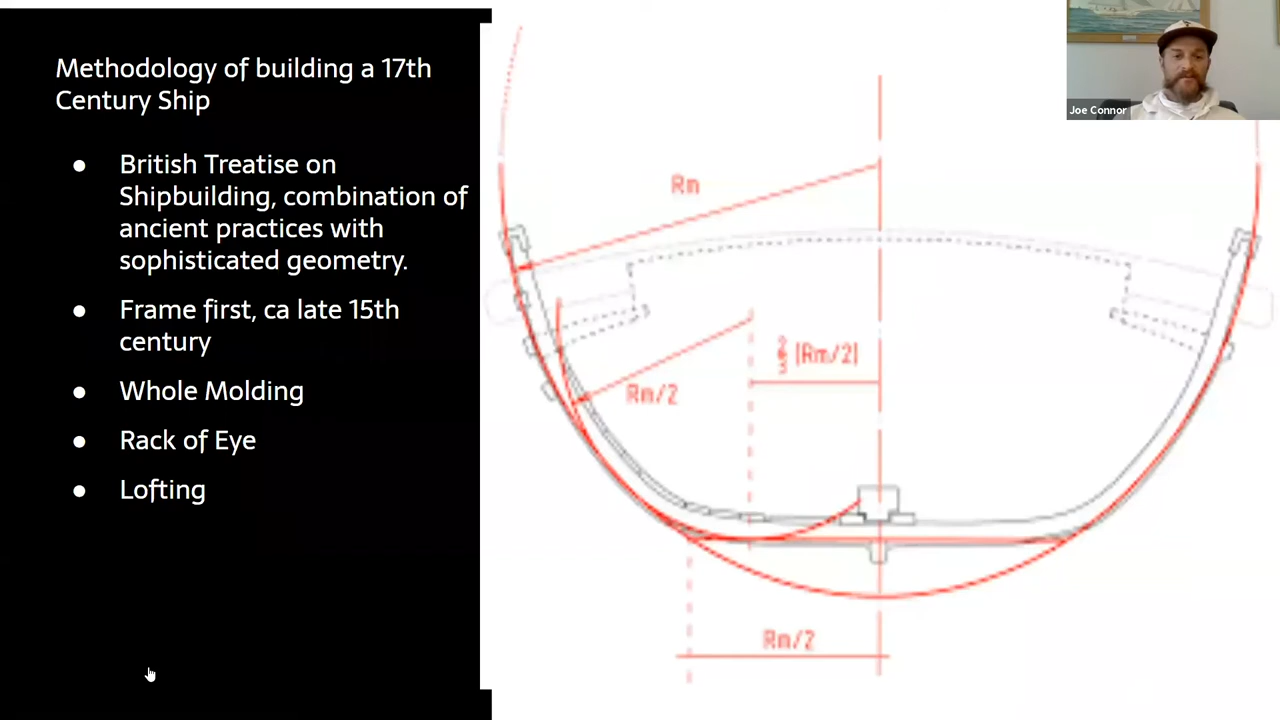 Methodology of building a 17th
Century Ship
● British Treatise on
Shipbuilding, combination of
ancient practices with
sophisticated geometry.
● Frame first, ca late 15th
century
● Whole Molding
● Rack of Eye
● Lofting
Rm
2/3 (Rm/2)
Rm/2
Rm/2
Joe Connor